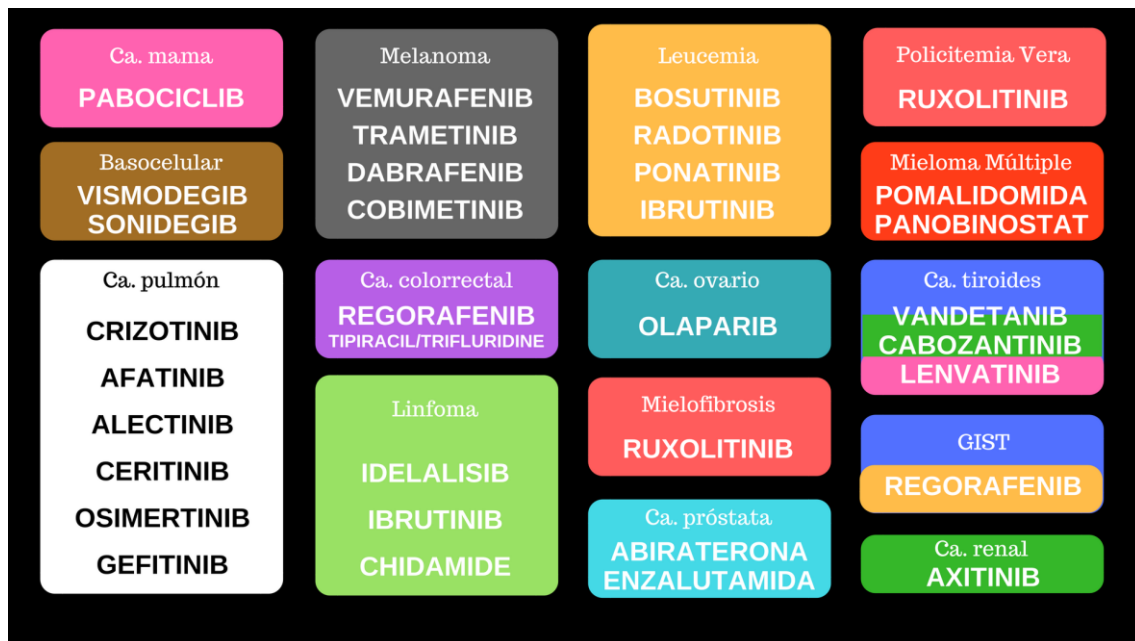 Ca. mama
PABOCICLIB
Basocelular
VISMODEGIB
SONIDEGIB
Ca. pulmón
CRIZOTINIB
AFATINIB
ALECTINIB
CERITINIB
OSIMERTINIB
GEFITINIB
Melanoma
VEMURAFENIB
TRAMETINIB
DABRAFENIB
COBIMETINIB
Ca. colorrectal
REGORAFENIB
TIPIRACIL/TRIFLURIDINE
Linfoma
IDELALISIB
IBRUTINIB
CHIDAMIDE
Leucemia
BOSUTINIB
RADOTINIB
PONATINIB
IBRUTINIB
Ca. ovario
OLAPARIB
Mielofibrosis
RUXOLITINIB
Ca. próstata
ABIRATERONA
ENZALUTAMIDA
Policitemia Vera
RUXOLITINIB
Mieloma Múltiple
POMALIDOMIDA
PANOBINOSTAT
Ca. tiroides
VANDETANIB
CABOZANTINIB
LENVATINIB
GIST
REGORAFENIB
Ca. renal
AXITINIB